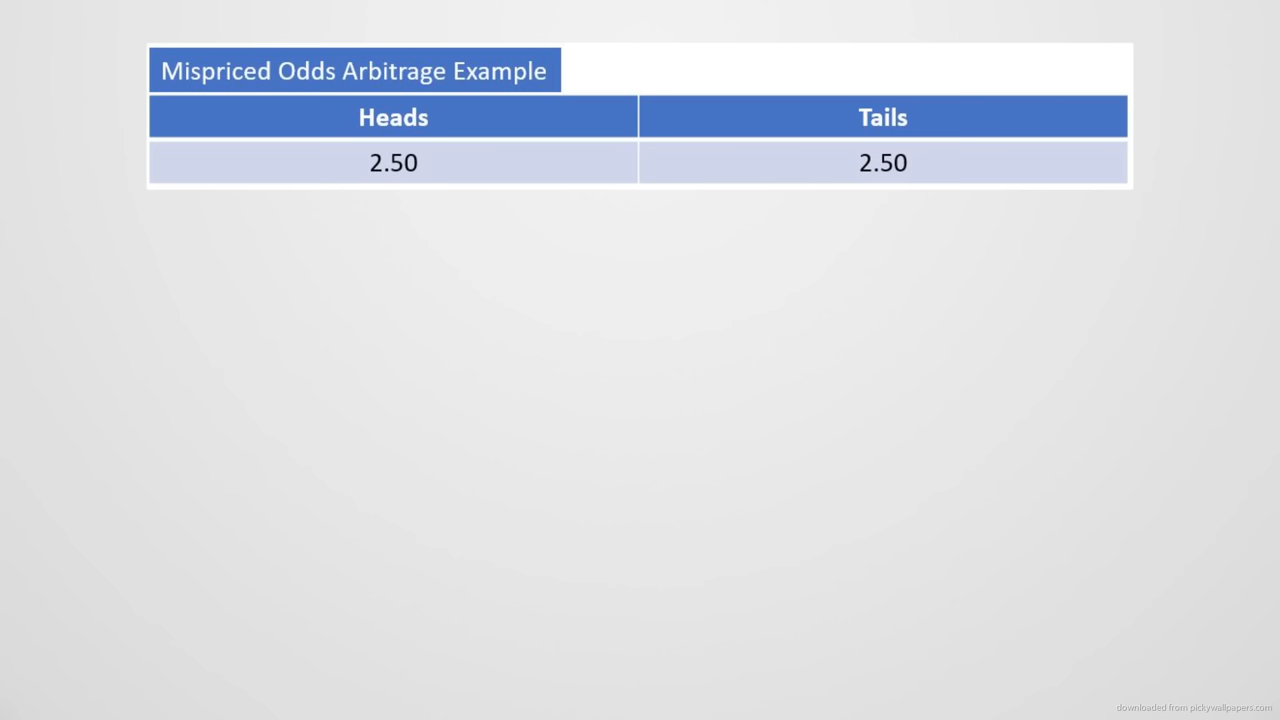 Mispriced Odds Arbitrage Example
Heads Tails
2.50 2.50
downloaded from pickywallpapers.com